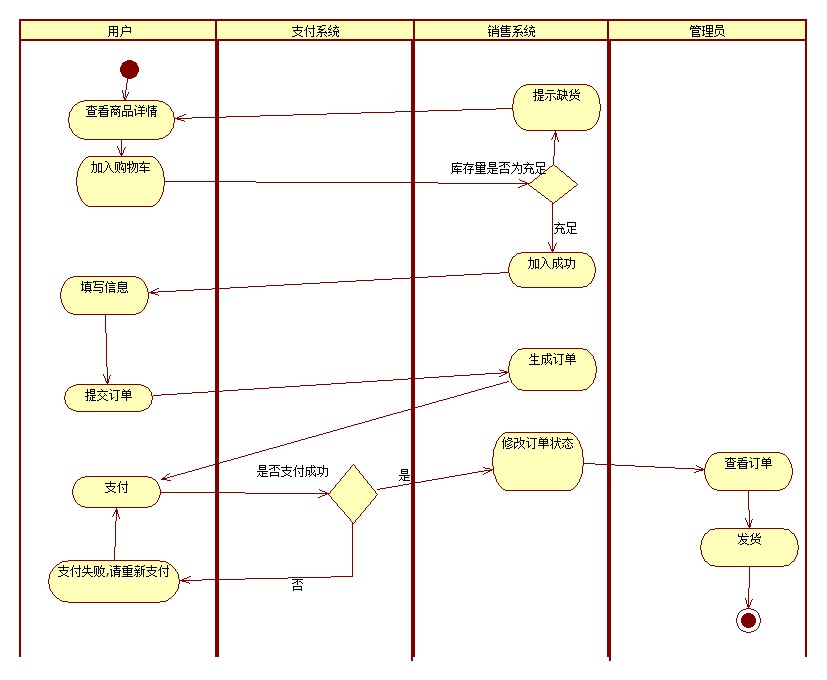 用户
支付系统
销售系统
管理员
提示缺货
查看商品详情
加入购物车
库存量是否为充足
充足
加入成功
填写信息
生成订单
提交订单
修改订单状态
查看订单
是否支付成功
是
支付
发货
支付失败,请重新支付
否